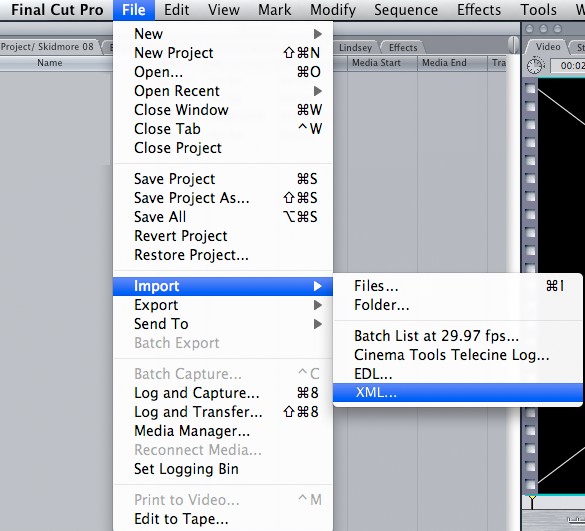 Final Cut Pro File Edit View Mark Modify Sequence Effects Tools
Project/ Skidmore 08
Lindsey
Effects
Video
Name
Media Start
Media End
Tra
00:02
New
New Project ⇧⌘N
Open... ⌘O
Open Recent
Close Window ⌘W
Close Tab ^W
Close Project
Save Project ⌘S
Save Project As... ⇧⌘S
Save All ⌥⌘S
Revert Project
Restore Project...
Import
Export
Send To
Batch Export
Batch Capture... ^C
Log and Capture... ⌘8
Log and Transfer... ⇧⌘8
Media Manager...
Reconnect Media...
Set Logging Bin
Print to Video... ^M
Edit to Tape...
Files... ⌘I
Folder...
Batch List at 29.97 fps...
Cinema Tools Telecine Log...
EDL...
XML...